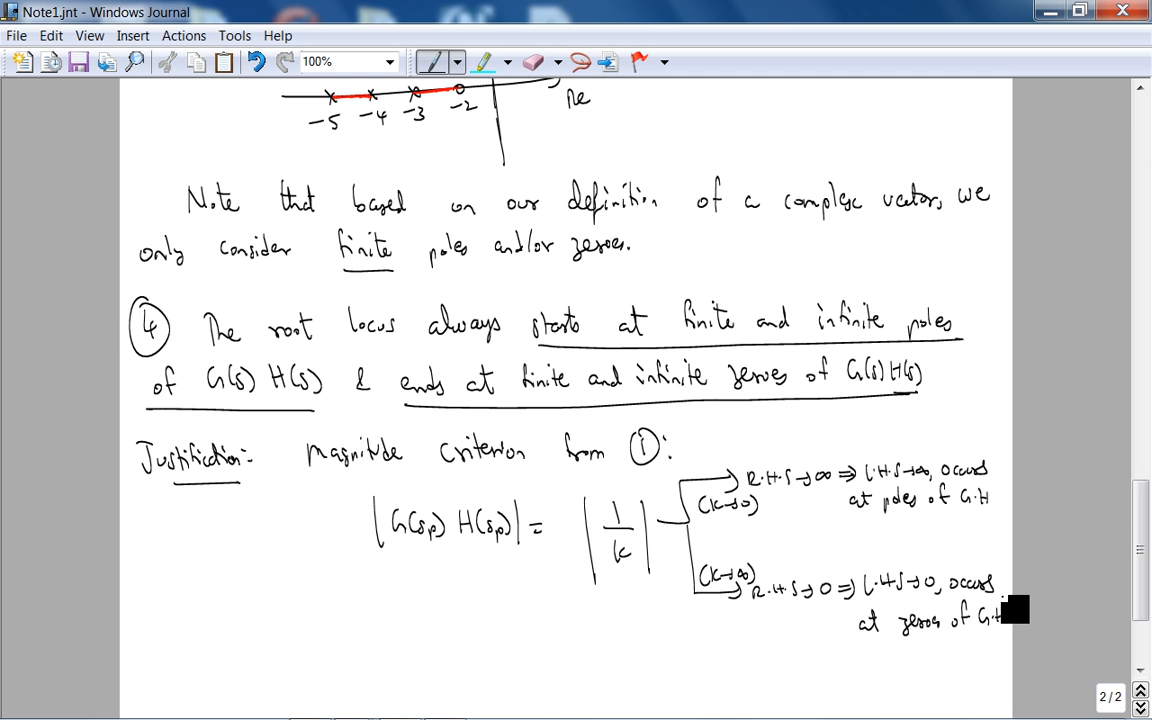 Note1.jnt - Windows Journal
File Edit View Insert Actions Tools Help
100%
-5 -4 -3 -2 Re
Note that based on our definition of a complex vector, we
only consider finite poles and/or zeroes.
④ The root locus always starts at finite and infinite poles
of G(s) H(s) & ends at finite and infinite zeroes of G(s) H(s)
Justification:- Magnitude criterion from ①:
|G(sp) H(sp)| = |1/K|
(K→0) R.H.S→∞ ⇒ L.H.S→∞, occurs
at poles of G.H
(K→∞) R.H.S→0 ⇒ L.H.S→0, occurs
at zeroes of G.H
2/2